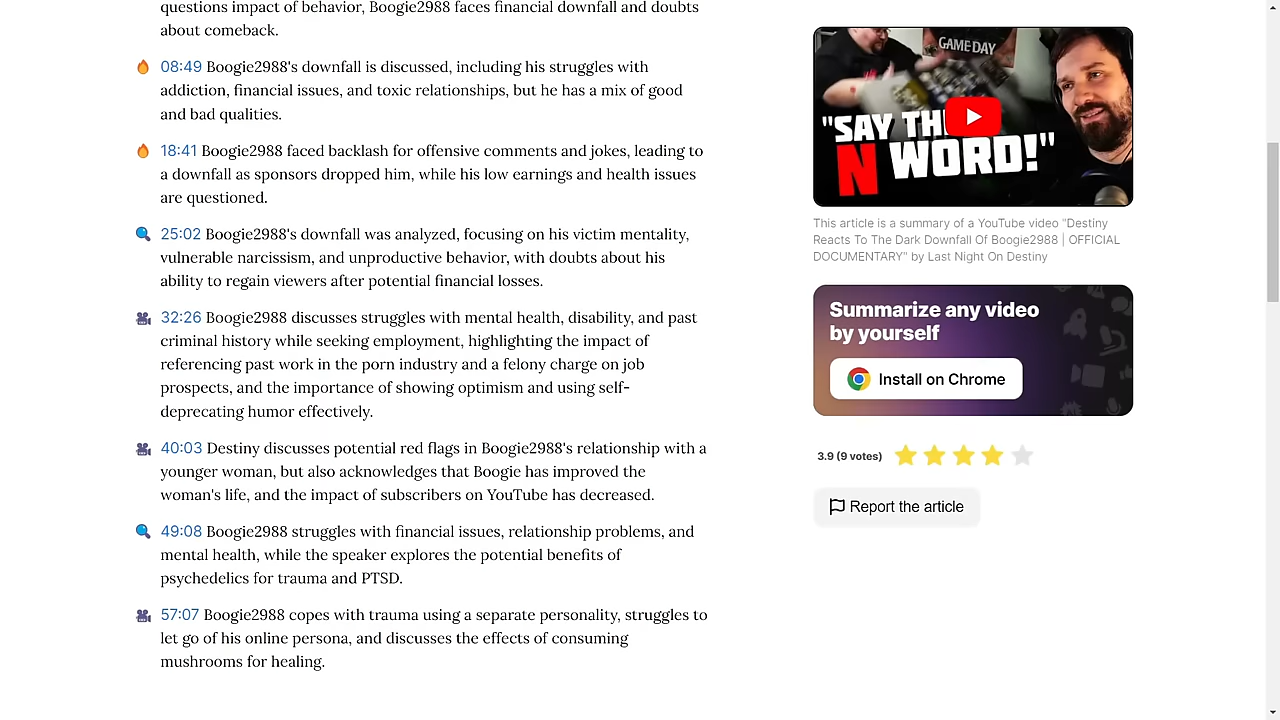 questions impact of behavior, Boogie2988 faces financial downfall and doubts
about comeback.
08:49 Boogie2988's downfall is discussed, including his struggles with
addiction, financial issues, and toxic relationships, but he has a mix of good
and bad qualities.
18:41 Boogie2988 faced backlash for offensive comments and jokes, leading to
a downfall as sponsors dropped him, while his low earnings and health issues
are questioned.
25:02 Boogie2988's downfall was analyzed, focusing on his victim mentality,
vulnerable narcissism, and unproductive behavior, with doubts about his
ability to regain viewers after potential financial losses.
32:26 Boogie2988 discusses struggles with mental health, disability, and past
criminal history while seeking employment, highlighting the impact of
referencing past work in the porn industry and a felony charge on job
prospects, and the importance of showing optimism and using self-
deprecating humor effectively.
40:03 Destiny discusses potential red flags in Boogie2988's relationship with a
younger woman, but also acknowledges that Boogie has improved the
woman's life, and the impact of subscribers on YouTube has decreased.
49:08 Boogie2988 struggles with financial issues, relationship problems, and
mental health, while the speaker explores the potential benefits of
psychedelics for trauma and PTSD.
57:07 Boogie2988 copes with trauma using a separate personality, struggles to
let go of his online persona, and discusses the effects of consuming
mushrooms for healing.
GAME DAY
"SAY TH
N WORD!"
This article is a summary of a YouTube video "Destiny
Reacts To The Dark Downfall Of Boogie2988 | OFFICIAL
DOCUMENTARY" by Last Night On Destiny
Summarize any video
by yourself
Install on Chrome
3.9 (9 votes)
Report the article